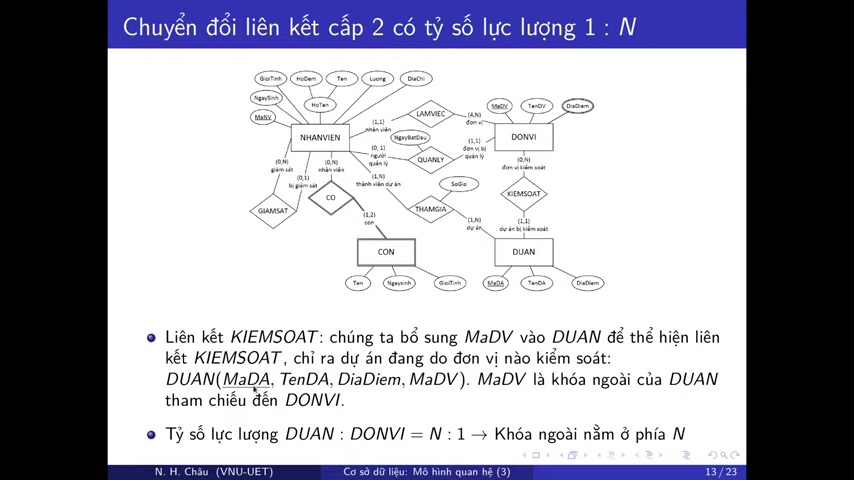 Chuyển đổi liên kết cấp 2 có tỷ số lực lượng 1 : N
GioiTinh
HoDem
Ten
Luong
DiaChi
NgaySinh
HoTen
MaNV
NHANVIEN
(1,1)
nhân viên
LAMVIEC
(4,N)
đơn vị
MaDV
TenDV
DiaDiem
DONVI
(0, 1)
người
quản lý
NgayBatDau
QUANLY
(1,1)
đơn vị bị
quản lý
(0,N)
giám sát
(0,1)
bị giám sát
(0,N)
nhân viên
(1,N)
thành viên dự án
(0,N)
đơn vị kiểm soát
GIAMSAT
CO
SoGio
THAMGIA
KIEMSOAT
(1,2)
con
(1,N)
dự án
(1,1)
dự án bị kiểm soát
CON
DUAN
Ten
Ngaysinh
GioiTinh
MaDA
TenDA
DiaDiem
Liên kết KIEMSOAT: chúng ta bổ sung MaDV vào DUAN để thể hiện liên
kết KIEMSOAT, chỉ ra dự án đang do đơn vị nào kiểm soát:
DUAN(MaDA, TenDA, DiaDiem, MaDV). MaDV là khóa ngoài của DUAN
tham chiếu đến DONVI.
Tỷ số lực lượng DUAN : DONVI = N : 1 → Khóa ngoài nằm ở phía N
N. H. Châu (VNU-UET)
Cơ sở dữ liệu: Mô hình quan hệ (3)
13 / 23